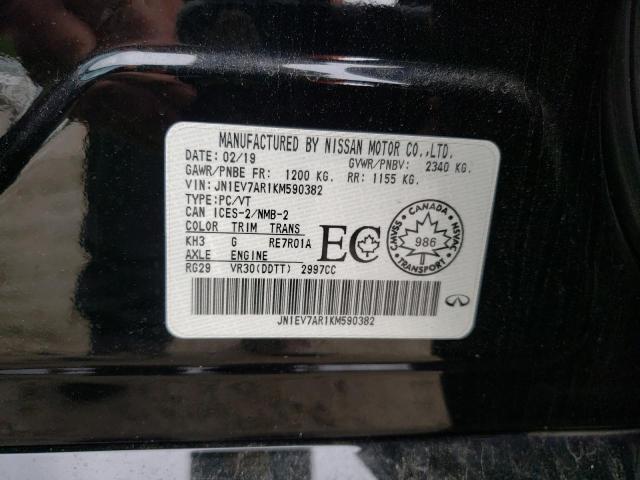 MANUFACTURED BY NISSAN MOTOR CO.,LTD.
DATE: 02/19 GVWR/PNBV: 2340 KG.
GAWR/PNBE FR: 1200 KG. RR: 1155 KG.
VIN: JN1EV7AR1KM590382
TYPE:PC/VT
CAN ICES-2/NMB-2
COLOR TRIM TRANS
KH3 G RE7R01A
AXLE ENGINE
RG29 VR30(DDTT) 2997CC
EC
CANADA
CMVSS 986 NSVAC
TRANSPORT
JN1EV7AR1KM590382